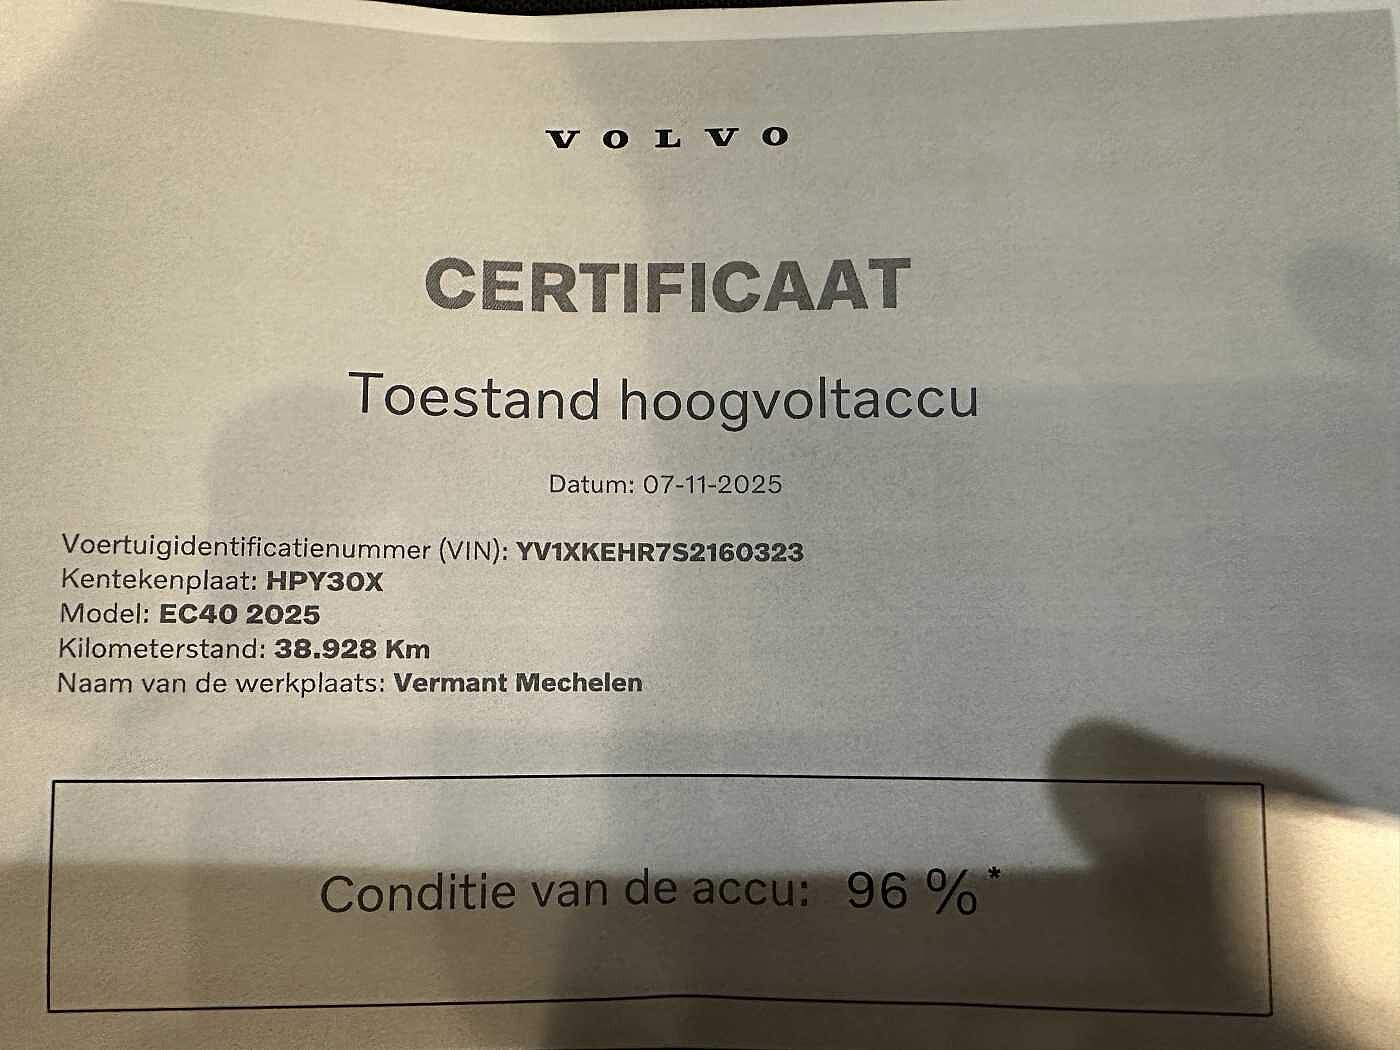 VOLVO
CERTIFICAAT
Toestand hoogvoltaccu
Datum: 07-11-2025
Voertuigidentificatienummer (VIN): YV1XKEHR7S2160323
Kentekenplaat: HPY30X
Model: EC40 2025
Kilometerstand: 38.928 Km
Naam van de werkplaats: Vermant Mechelen
Conditie van de accu: 96 %*